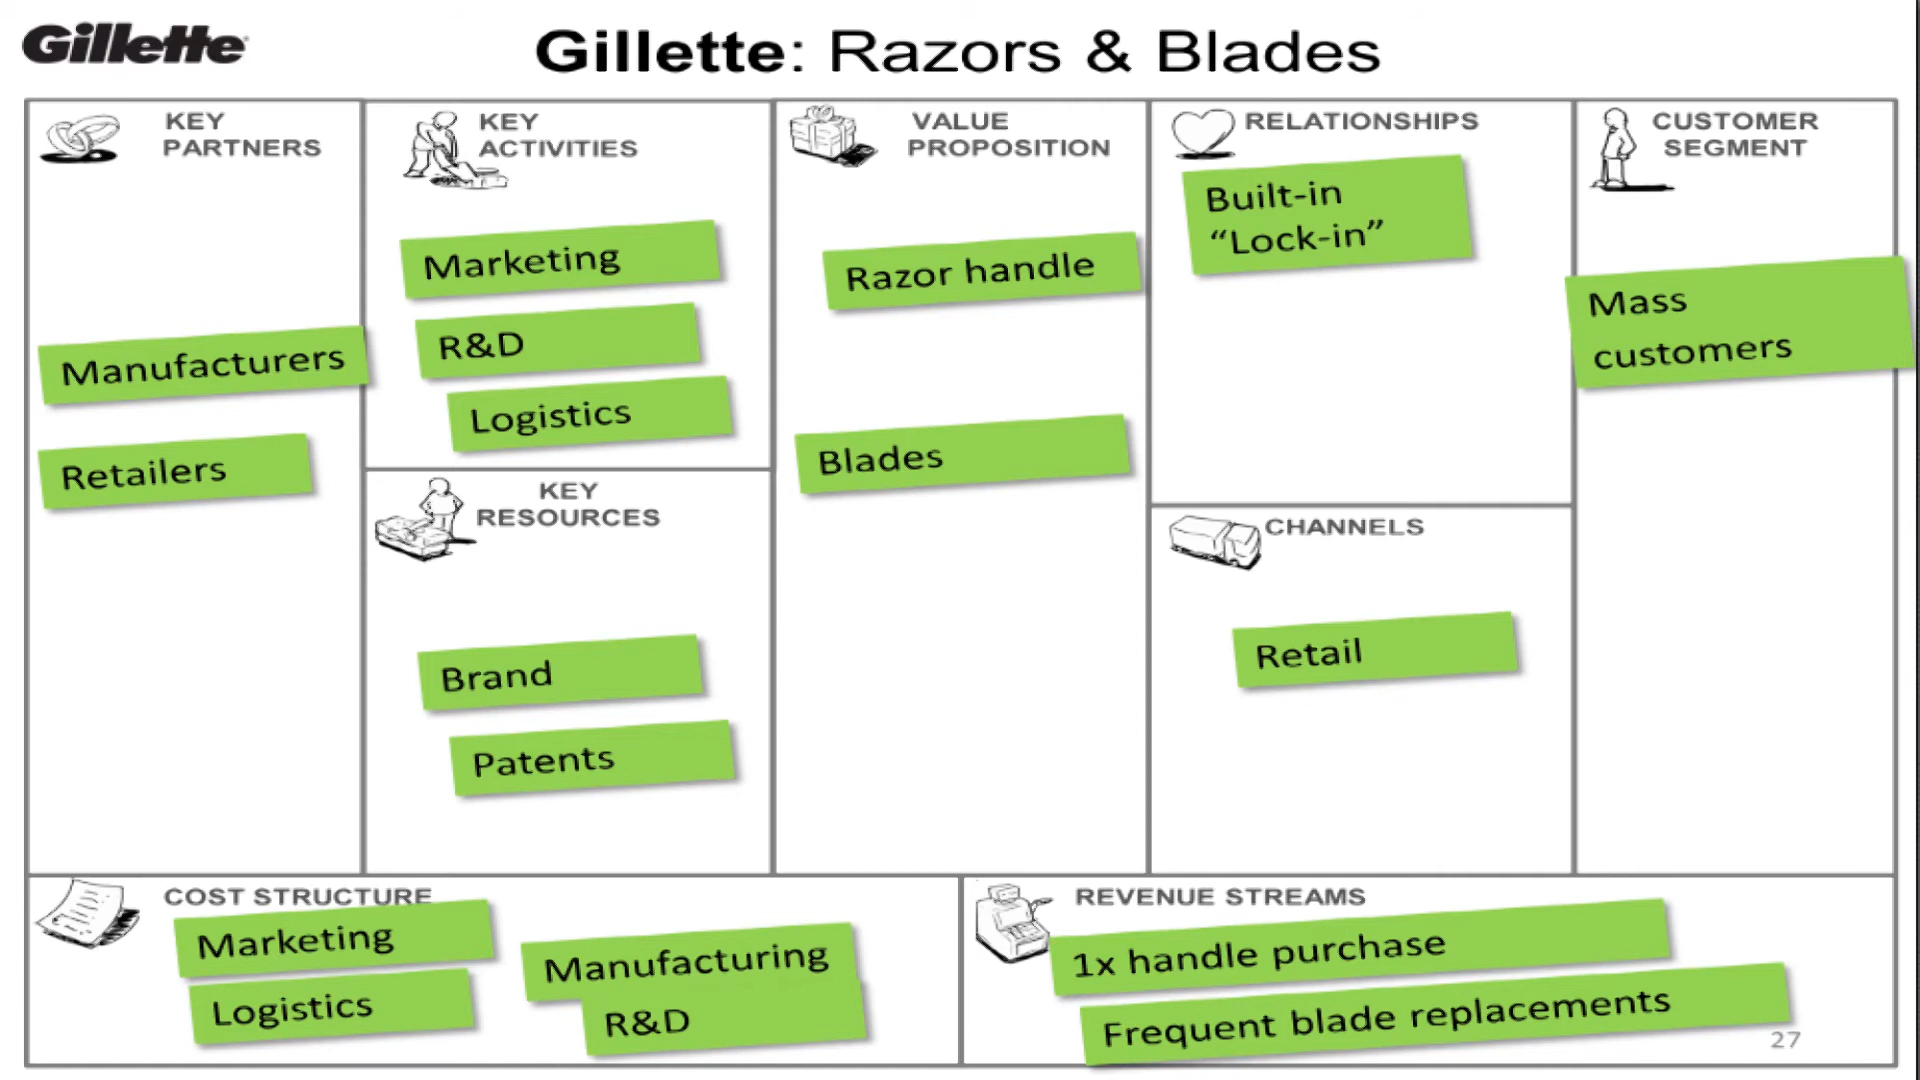 Gillette
Gillette: Razors & Blades
KEY
PARTNERS
Manufacturers
Retailers
KEY
ACTIVITIES
Marketing
R&D
Logistics
KEY
RESOURCES
Brand
Patents
VALUE
PROPOSITION
Razor handle
Blades
RELATIONSHIPS
Built-in
“Lock-in”
CHANNELS
Retail
CUSTOMER
SEGMENT
Mass
customers
COST STRUCTURE
Marketing
Logistics
Manufacturing
R&D
REVENUE STREAMS
1x handle purchase
Frequent blade replacements
27